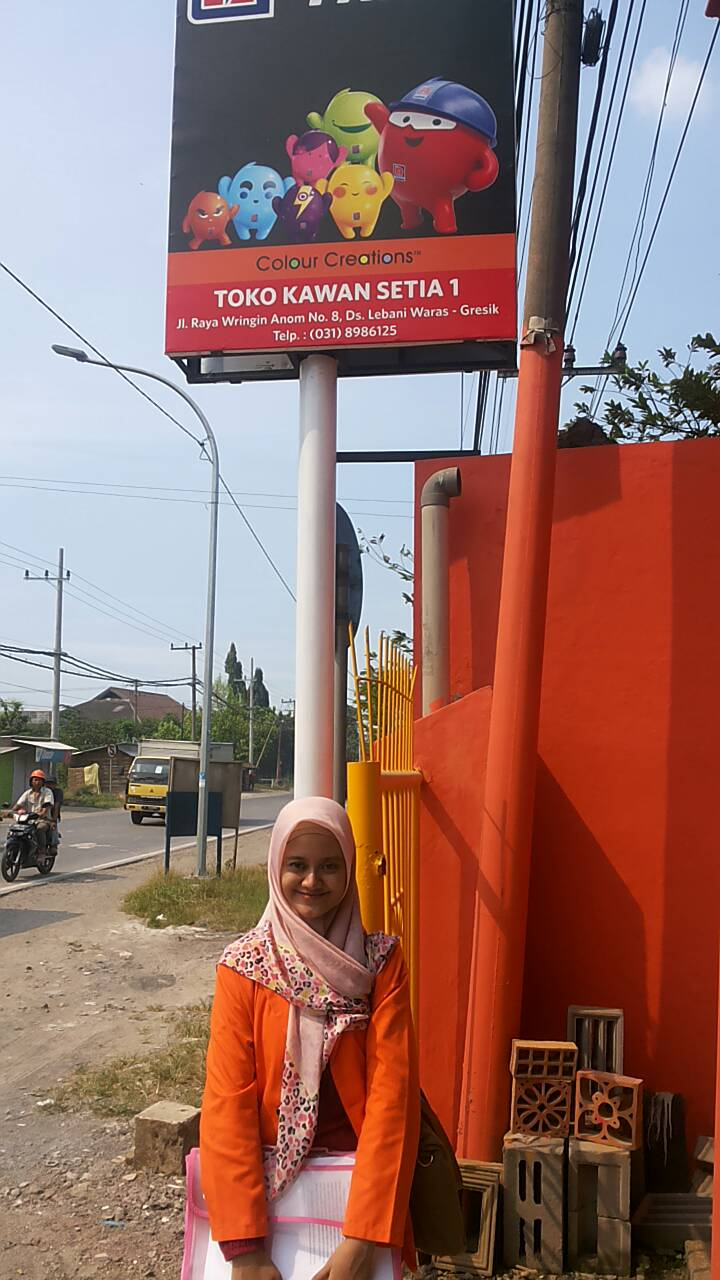 Colour Creations™
TOKO KAWAN SETIA 1
Jl. Raya Wringin Anom No. 8, Ds. Lebani Waras - Gresik
Telp. : (031) 8986125